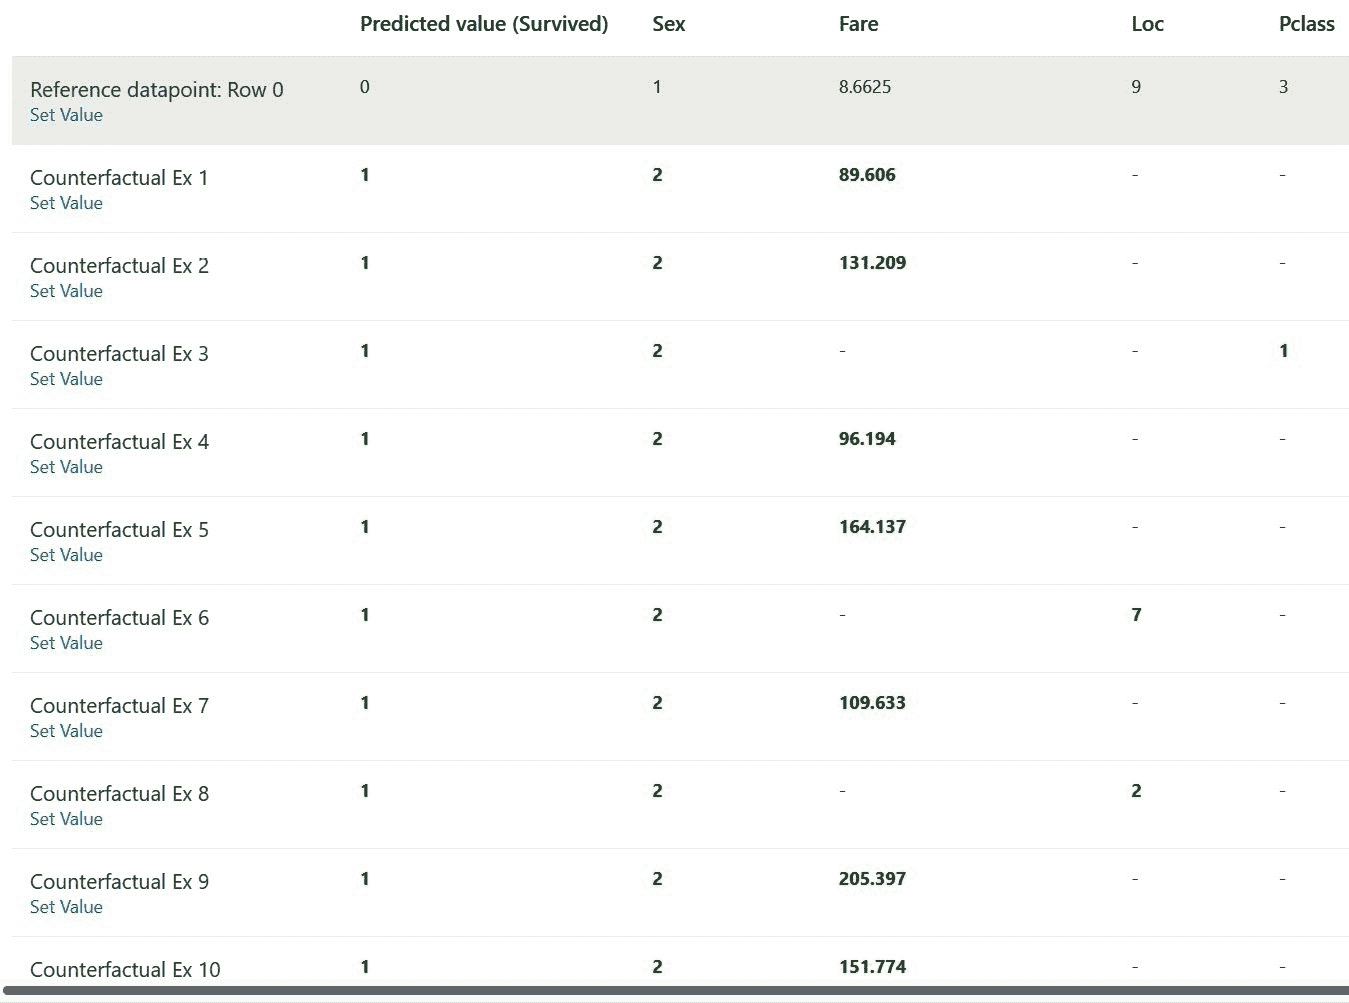 Predicted value (Survived) Sex Fare Loc Pclass
Reference datapoint: Row 0 0 1 8.6625 9 3
Set Value
Counterfactual Ex 1 1 2 89.606 - -
Set Value
Counterfactual Ex 2 1 2 131.209 - -
Set Value
Counterfactual Ex 3 1 2 - - 1
Set Value
Counterfactual Ex 4 1 2 96.194 - -
Set Value
Counterfactual Ex 5 1 2 164.137 - -
Set Value
Counterfactual Ex 6 1 2 - 7 -
Set Value
Counterfactual Ex 7 1 2 109.633 - -
Set Value
Counterfactual Ex 8 1 2 - 2 -
Set Value
Counterfactual Ex 9 1 2 205.397 - -
Set Value
Counterfactual Ex 10 1 2 151.774 - -